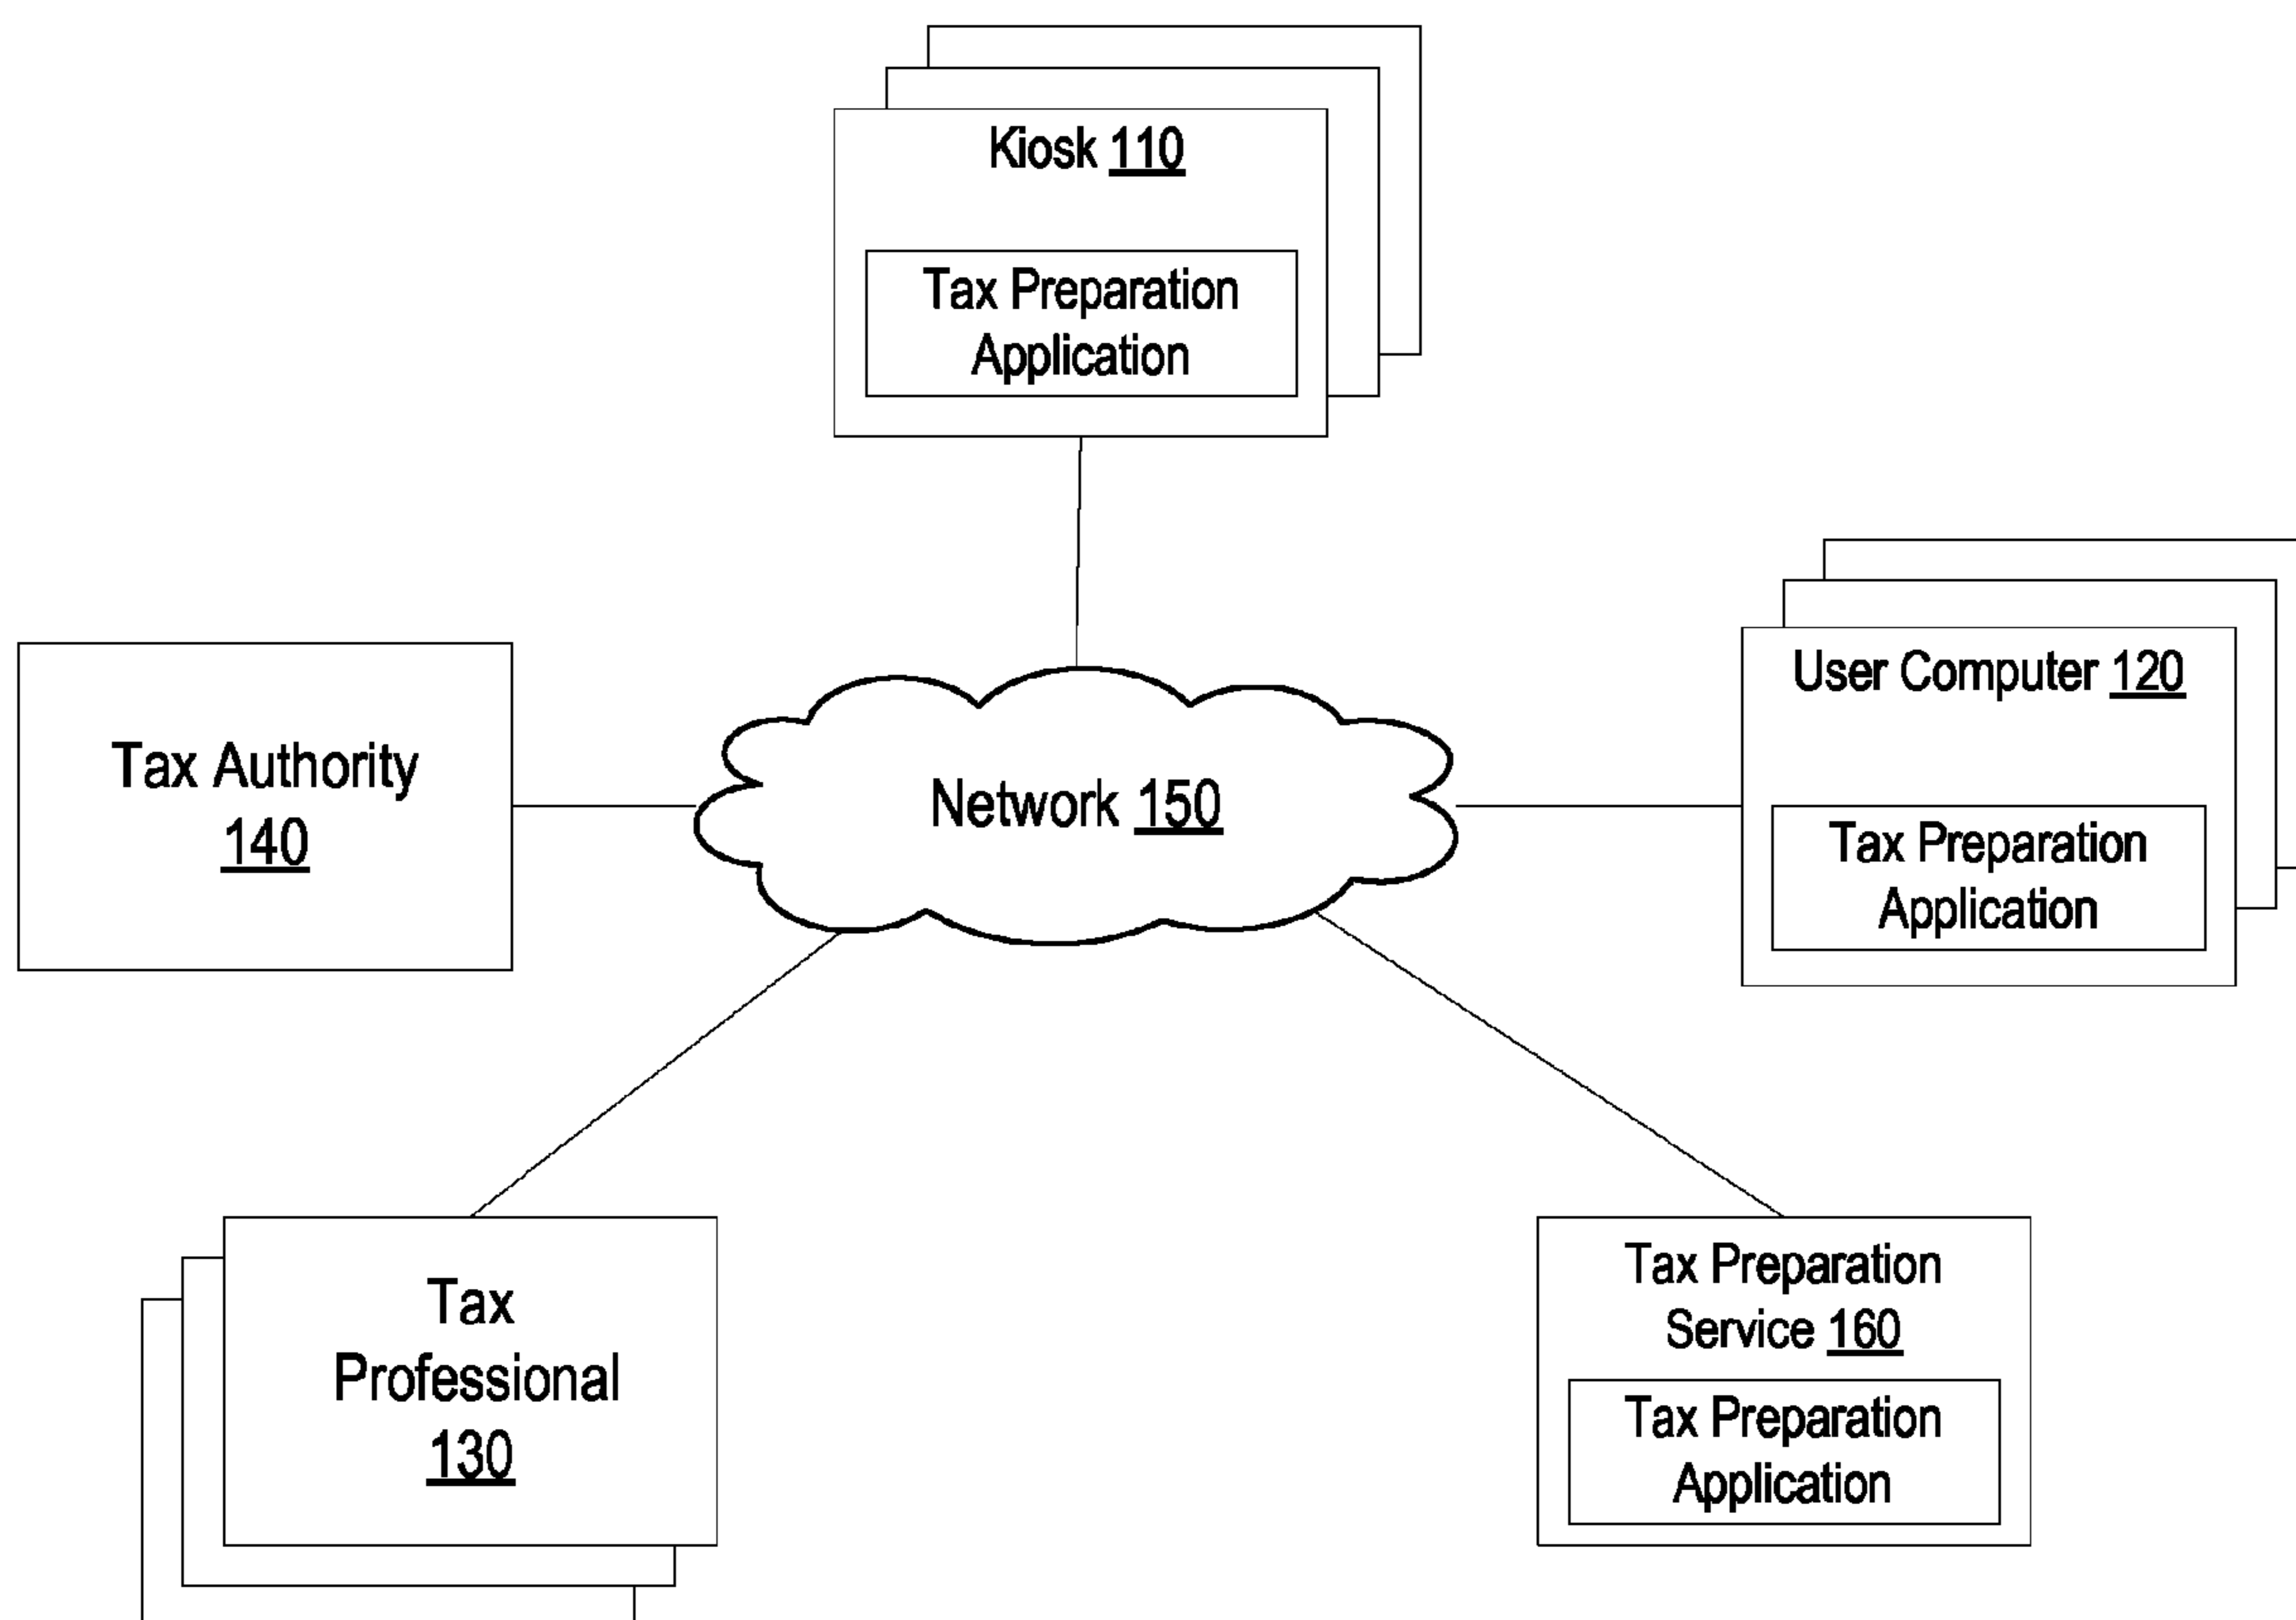 Kiosk 110
Tax Preparation
Application
User Computer 120
Tax Preparation
Application
Tax Authority
140
Network 150
Tax
Professional
130
Tax Preparation
Service 160
Tax Preparation
Application